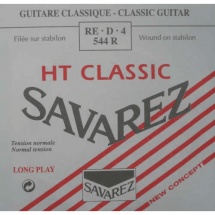 GUITARE CLASSIQUE - CLASSIC GUITAR
Filée sur stabilon
RE · D · 4
544 R
Wound on stabilon
HT CLASSIC
SAVAREZ
Tension normale
Normal tension
LONG PLAY
SAVAREZ
NEW CONCEPT